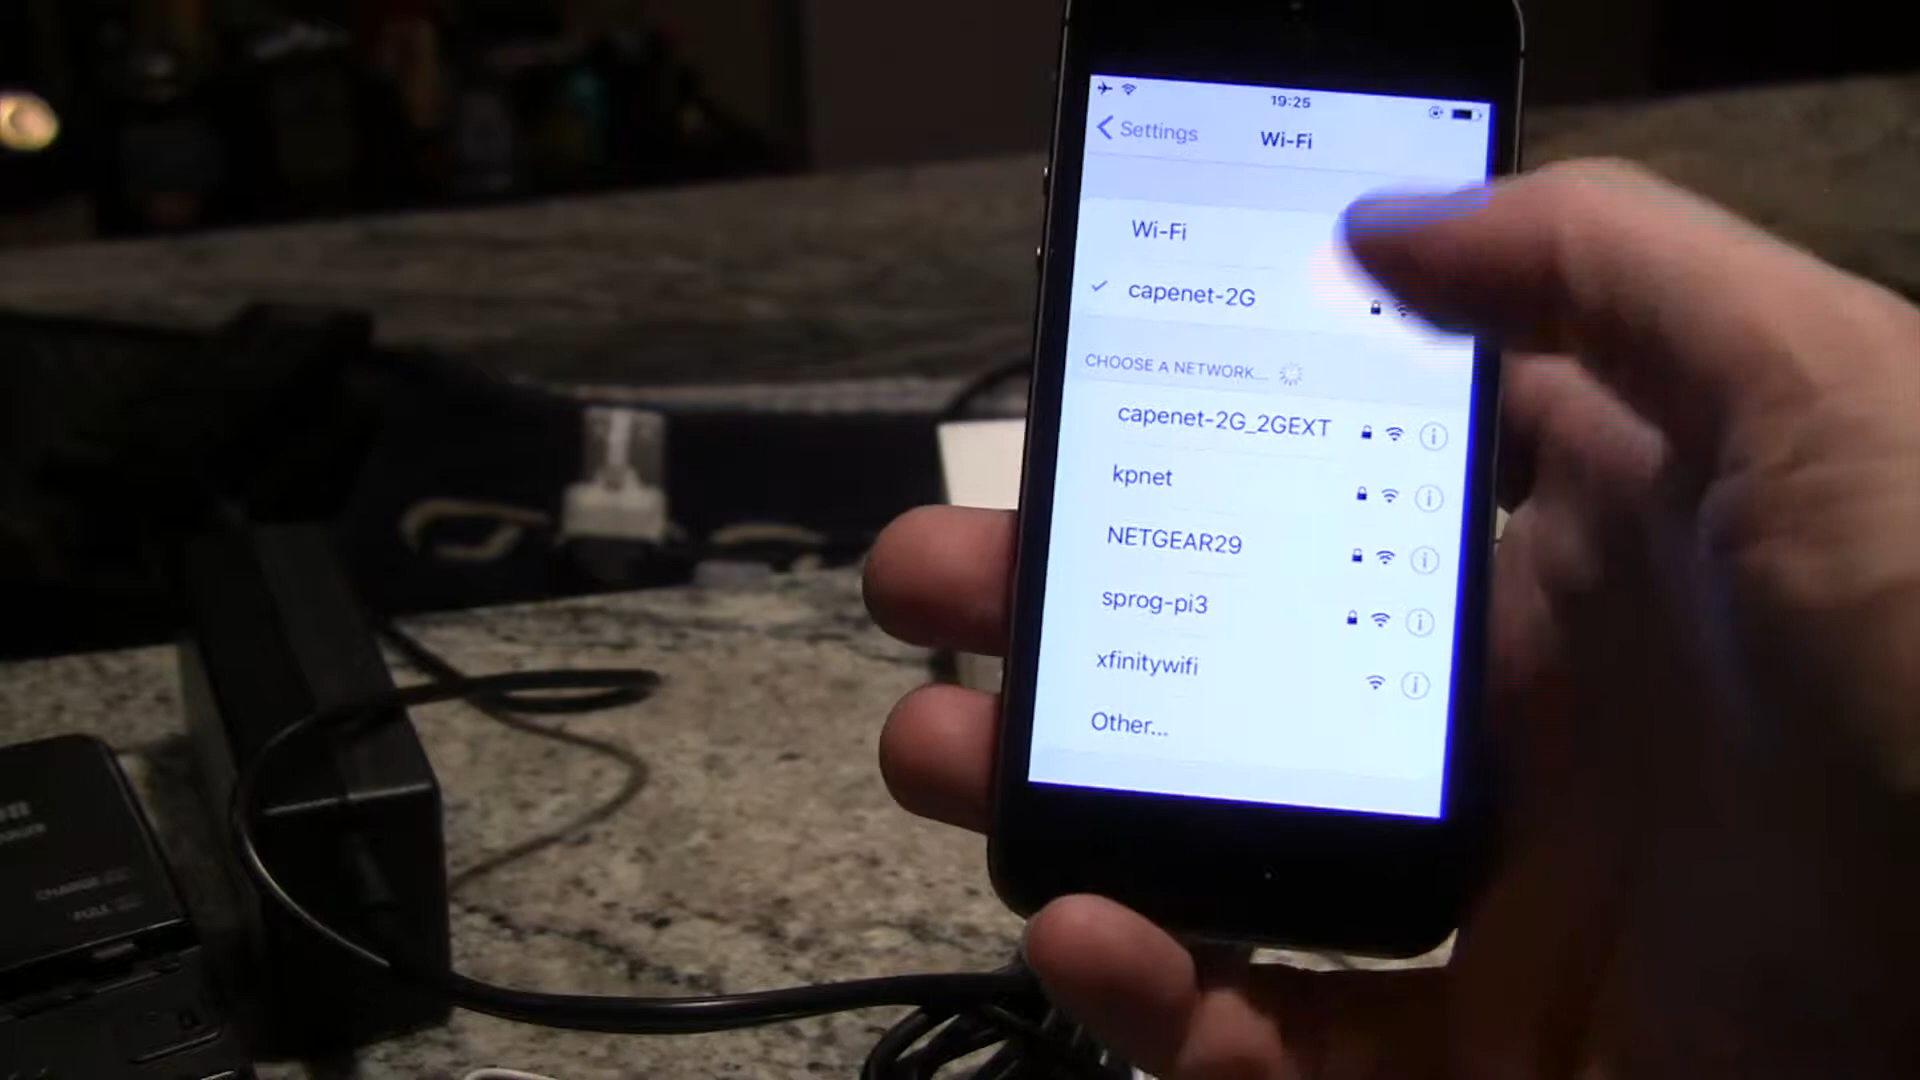 19:25
Settings
Wi-Fi
Wi-Fi
capenet-2G
CHOOSE A NETWORK...
capenet-2G_2GEXT
kpnet
NETGEAR29
sprog-pi3
xfinitywifi
Other...
CHARGE